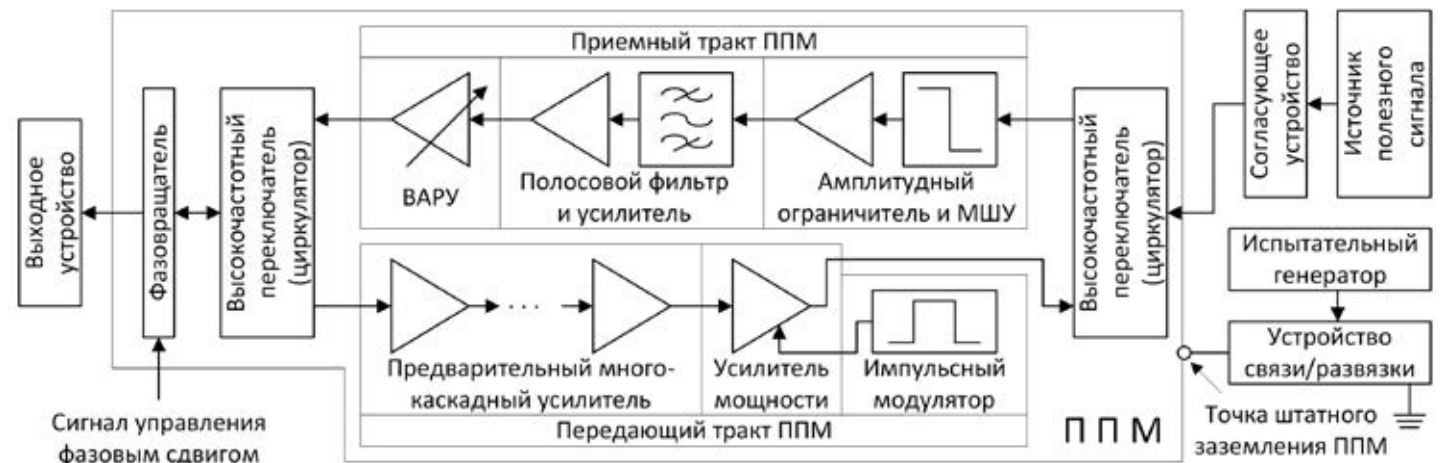 Приемный тракт ППМ
ВАРУ
Полосовой фильтр
и усилитель
Амплитудный
ограничитель и МШУ
Выходное
устройство
Фазовращатель
Высокочастотный
переключатель
(циркулятор)
Высокочастотный
переключатель
(циркулятор)
Согласующее
устройство
Источник
полезного
сигнала
Испытательный
генератор
Устройство
связи/развязки
. . .
Предварительный много-
каскадный усилитель
Усилитель
мощности
Импульсный
модулятор
Передающий тракт ППМ
П П М
Точка штатного
заземления ППМ
Сигнал управления
фазовым сдвигом